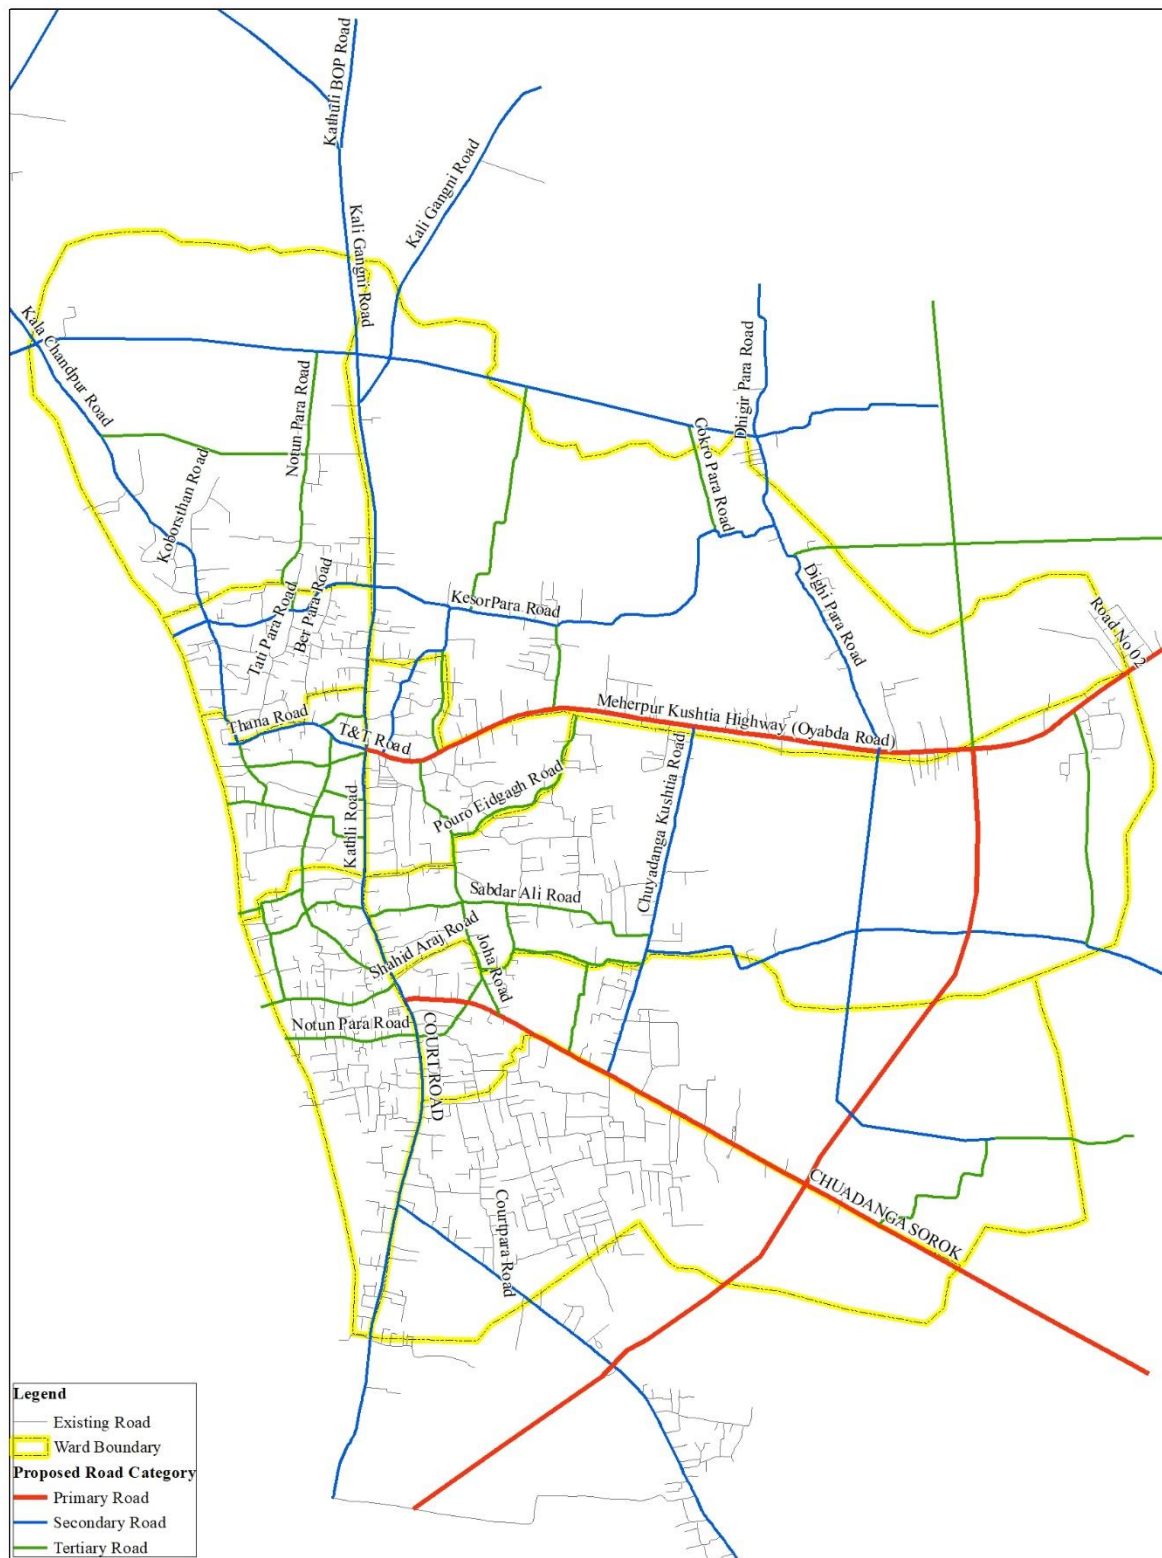 Kathuli BOP Road
Kali Gangni Road
Kali Gangni Road
Kala Chandpur Road
Dhigir Para Road
Notun Para Road
Gokro Para Road
Koborsthan Road
Dighi Para Road
KesorPara Road
Tati Para Road
Ber Para Road
Road No 02
Thana Road
T&T Road
Meherpur Kushtia Highway (Oyabda Road)
Pouro Eidgagh Road
Kathli Road
Chuyadanga Kushtia Road
Sabdar Ali Road
Shahid Araj Road
Joha Road
Notun Para Road
COURT ROAD
Courtpara Road
CHUADANGA SOROK
Legend
Existing Road
Ward Boundary
Proposed Road Category
Primary Road
Secondary Road
Tertiary Road